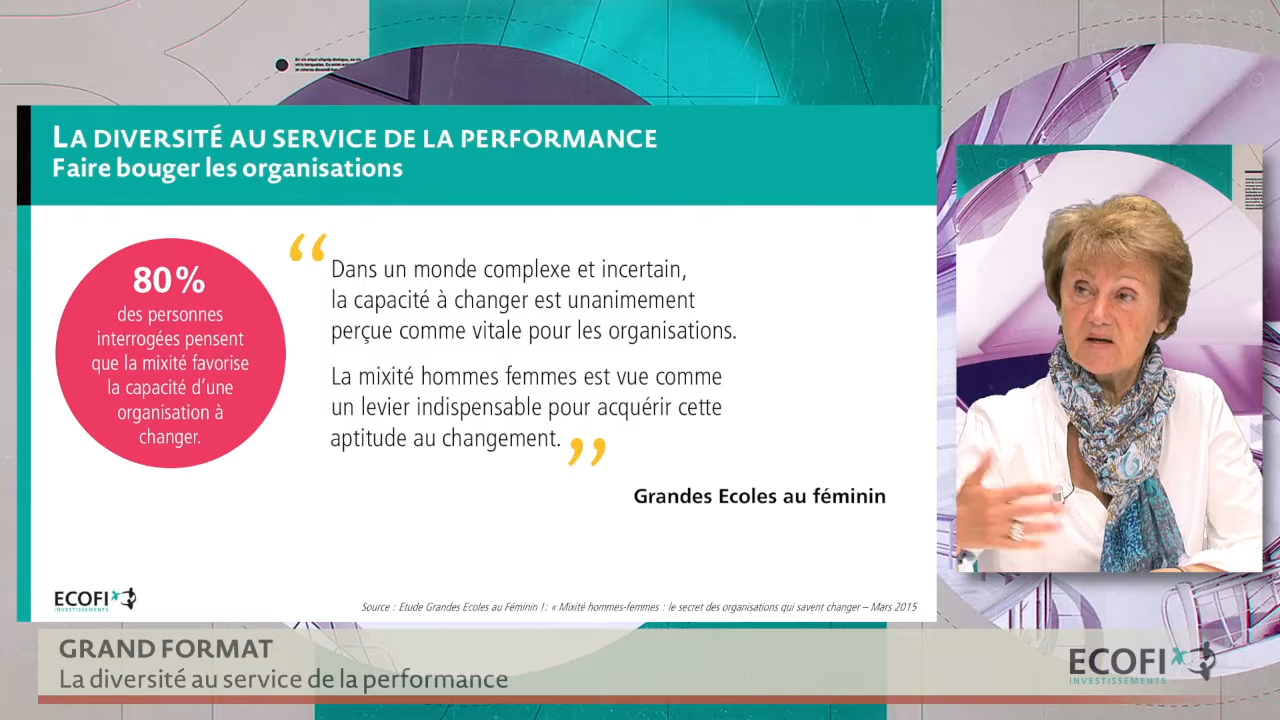 LA DIVERSITÉ AU SERVICE DE LA PERFORMANCE
Faire bouger les organisations
80%
des personnes
interrogées pensent
que la mixité favorise
la capacité d’une
organisation à
changer.
“ Dans un monde complexe et incertain,
la capacité à changer est unanimement
perçue comme vitale pour les organisations.
La mixité hommes femmes est vue comme
un levier indispensable pour acquérir cette
aptitude au changement. ”
Grandes Ecoles au féminin
ECOFI
INVESTISSEMENTS
Source : Etude Grandes Ecoles au Féminin !: « Mixité hommes-femmes : le secret des organisations qui savent changer – Mars 2015
GRAND FORMAT
La diversité au service de la performance
ECOFI
INVESTISSEMENTS